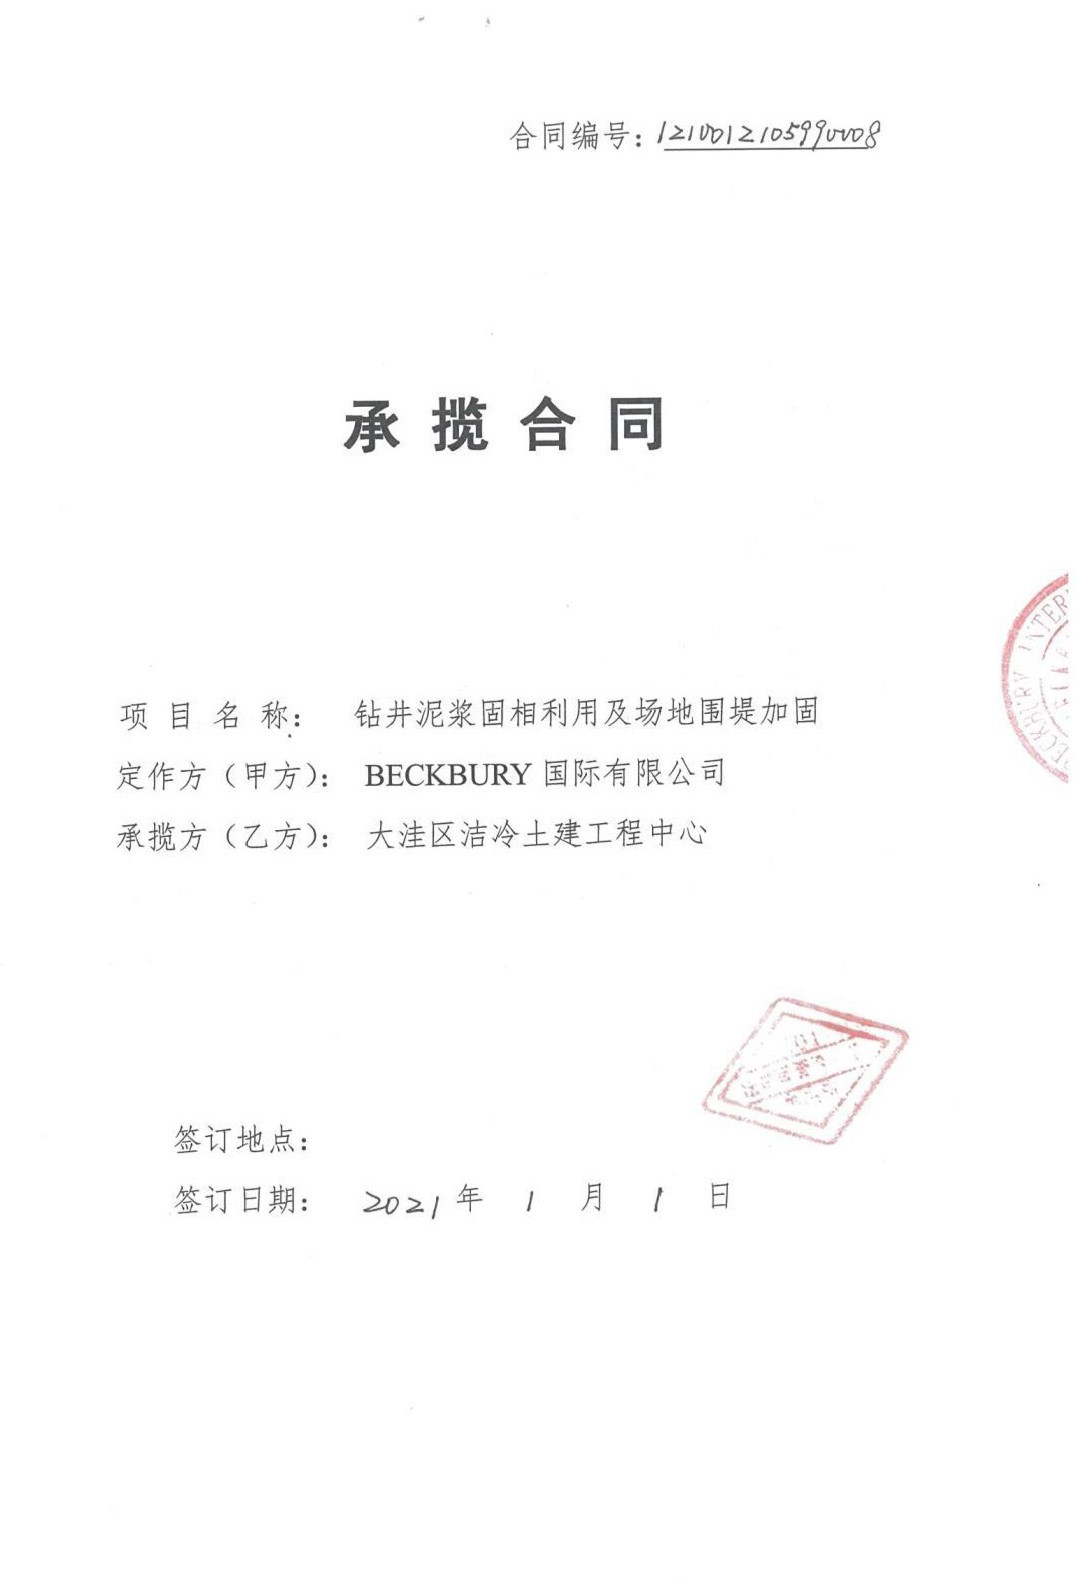 合同编号：1210012105990008
承揽合同
项目名称： 钻井泥浆固相利用及场地围堤加固
定作方（甲方）： BECKBURY 国际有限公司
承揽方（乙方）： 大洼区洁冷土建工程中心
BECKBURY INTER
签订地点：
签订日期： 2021 年 1 月 1 日